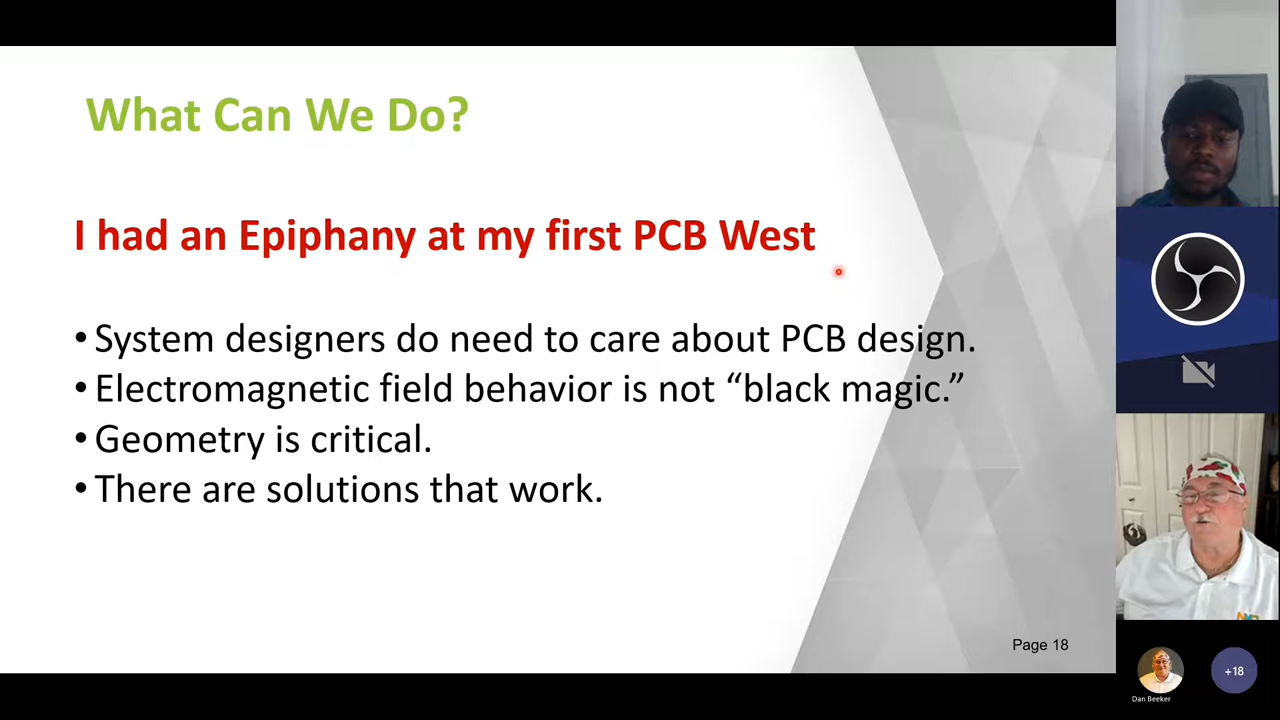 What Can We Do?
I had an Epiphany at my first PCB West
• System designers do need to care about PCB design.
• Electromagnetic field behavior is not “black magic.”
• Geometry is critical.
• There are solutions that work.
Page 18
Dan Beeker
+18